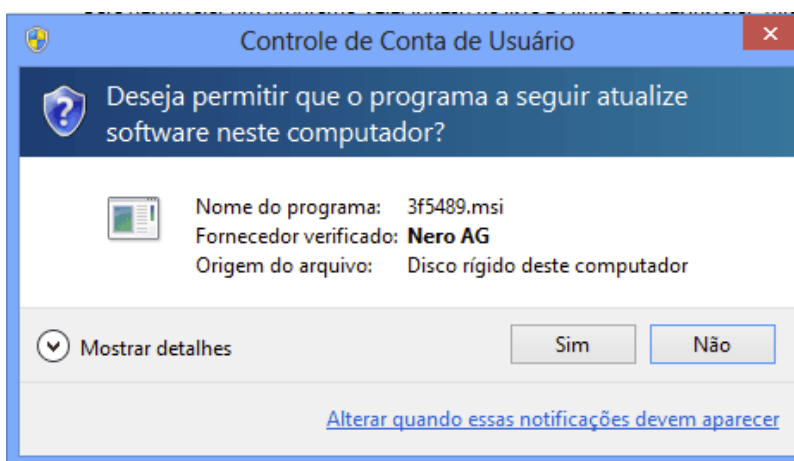 Controle de Conta de Usuário
Deseja permitir que o programa a seguir atualize
software neste computador?
Nome do programa: 3f5489.msi
Fornecedor verificado: Nero AG
Origem do arquivo: Disco rígido deste computador
Mostrar detalhes
Sim
Não
Alterar quando essas notificações devem aparecer